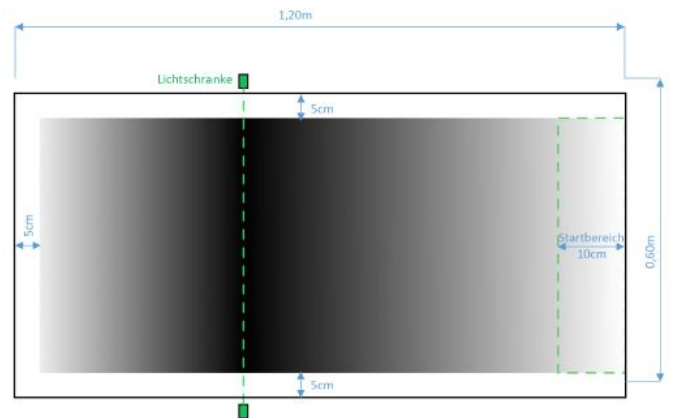 1,20m
Lichtschranke
5cm
5cm
Startbereich
10cm
0,60m
5cm